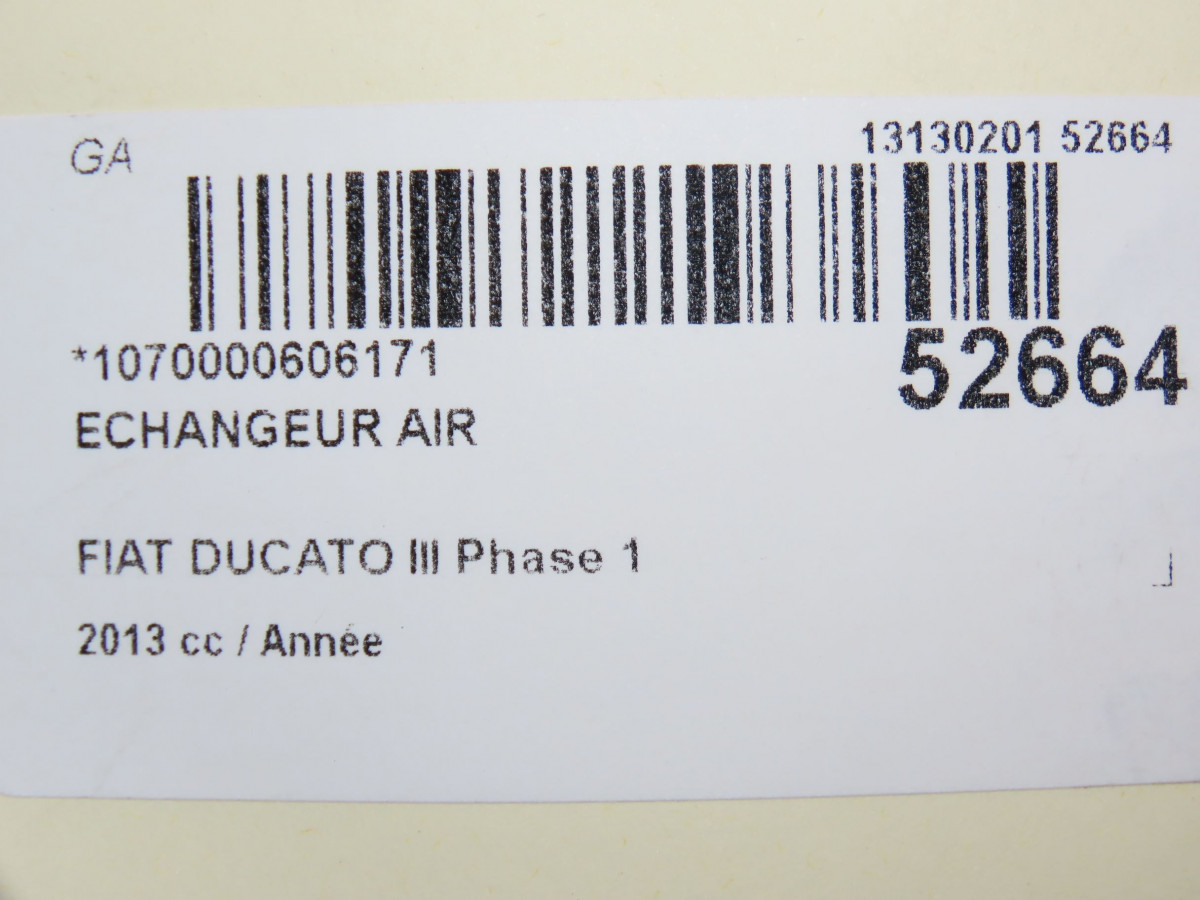 GA
13130201 52664
*1070000606171
52664
ECHANGEUR AIR
FIAT DUCATO III Phase 1
2013 cc / Année